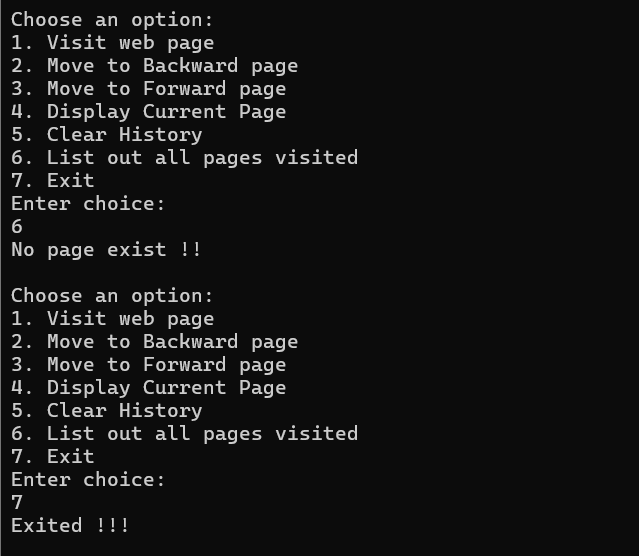 Choose an option:
1. Visit web page
2. Move to Backward page
3. Move to Forward page
4. Display Current Page
5. Clear History
6. List out all pages visited
7. Exit
Enter choice:
6
No page exist !!

Choose an option:
1. Visit web page
2. Move to Backward page
3. Move to Forward page
4. Display Current Page
5. Clear History
6. List out all pages visited
7. Exit
Enter choice:
7
Exited !!!